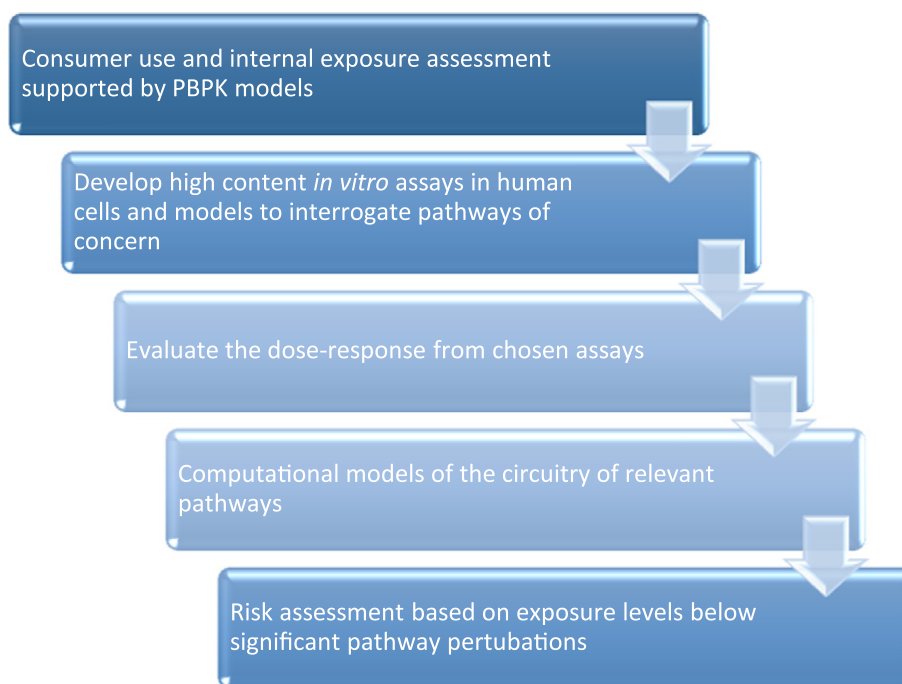 Consumer use and internal exposure assessment
supported by PBPK models
Develop high content in vitro assays in human
cells and models to interrogate pathways of
concern
Evaluate the dose-response from chosen assays
Computational models of the circuitry of relevant
pathways
Risk assessment based on exposure levels below
significant pathway pertubations